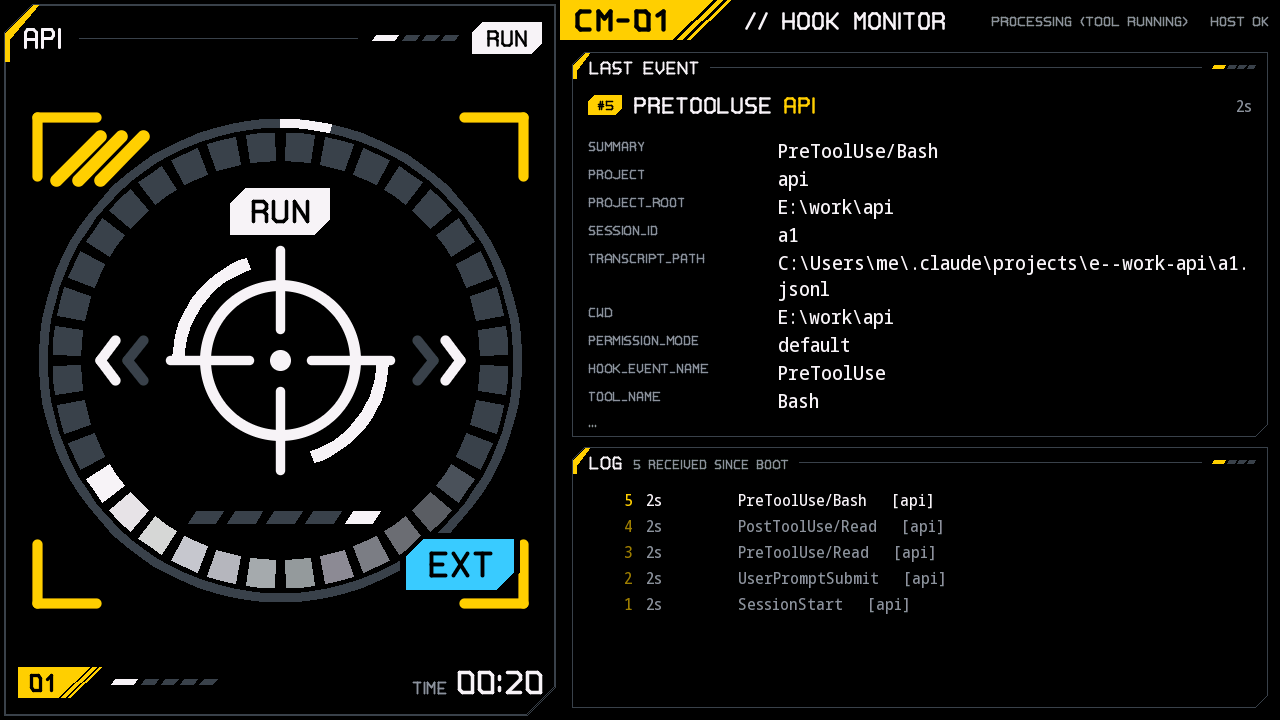 API
RUN
RUN
EXT
01
TIME 00:20
CM-01
// HOOK MONITOR
PROCESSING (TOOL RUNNING) HOST OK
LAST EVENT
#5 PRETOOLUSE API 2s
SUMMARY PreToolUse/Bash
PROJECT api
PROJECT_ROOT E:\work\api
SESSION_ID a1
TRANSCRIPT_PATH C:\Users\me\.claude\projects\e--work-api\a1.
jsonl
CWD E:\work\api
PERMISSION_MODE default
HOOK_EVENT_NAME PreToolUse
TOOL_NAME Bash
…
LOG 5 RECEIVED SINCE BOOT
5 2s PreToolUse/Bash [api]
4 2s PostToolUse/Read [api]
3 2s PreToolUse/Read [api]
2 2s UserPromptSubmit [api]
1 2s SessionStart [api]